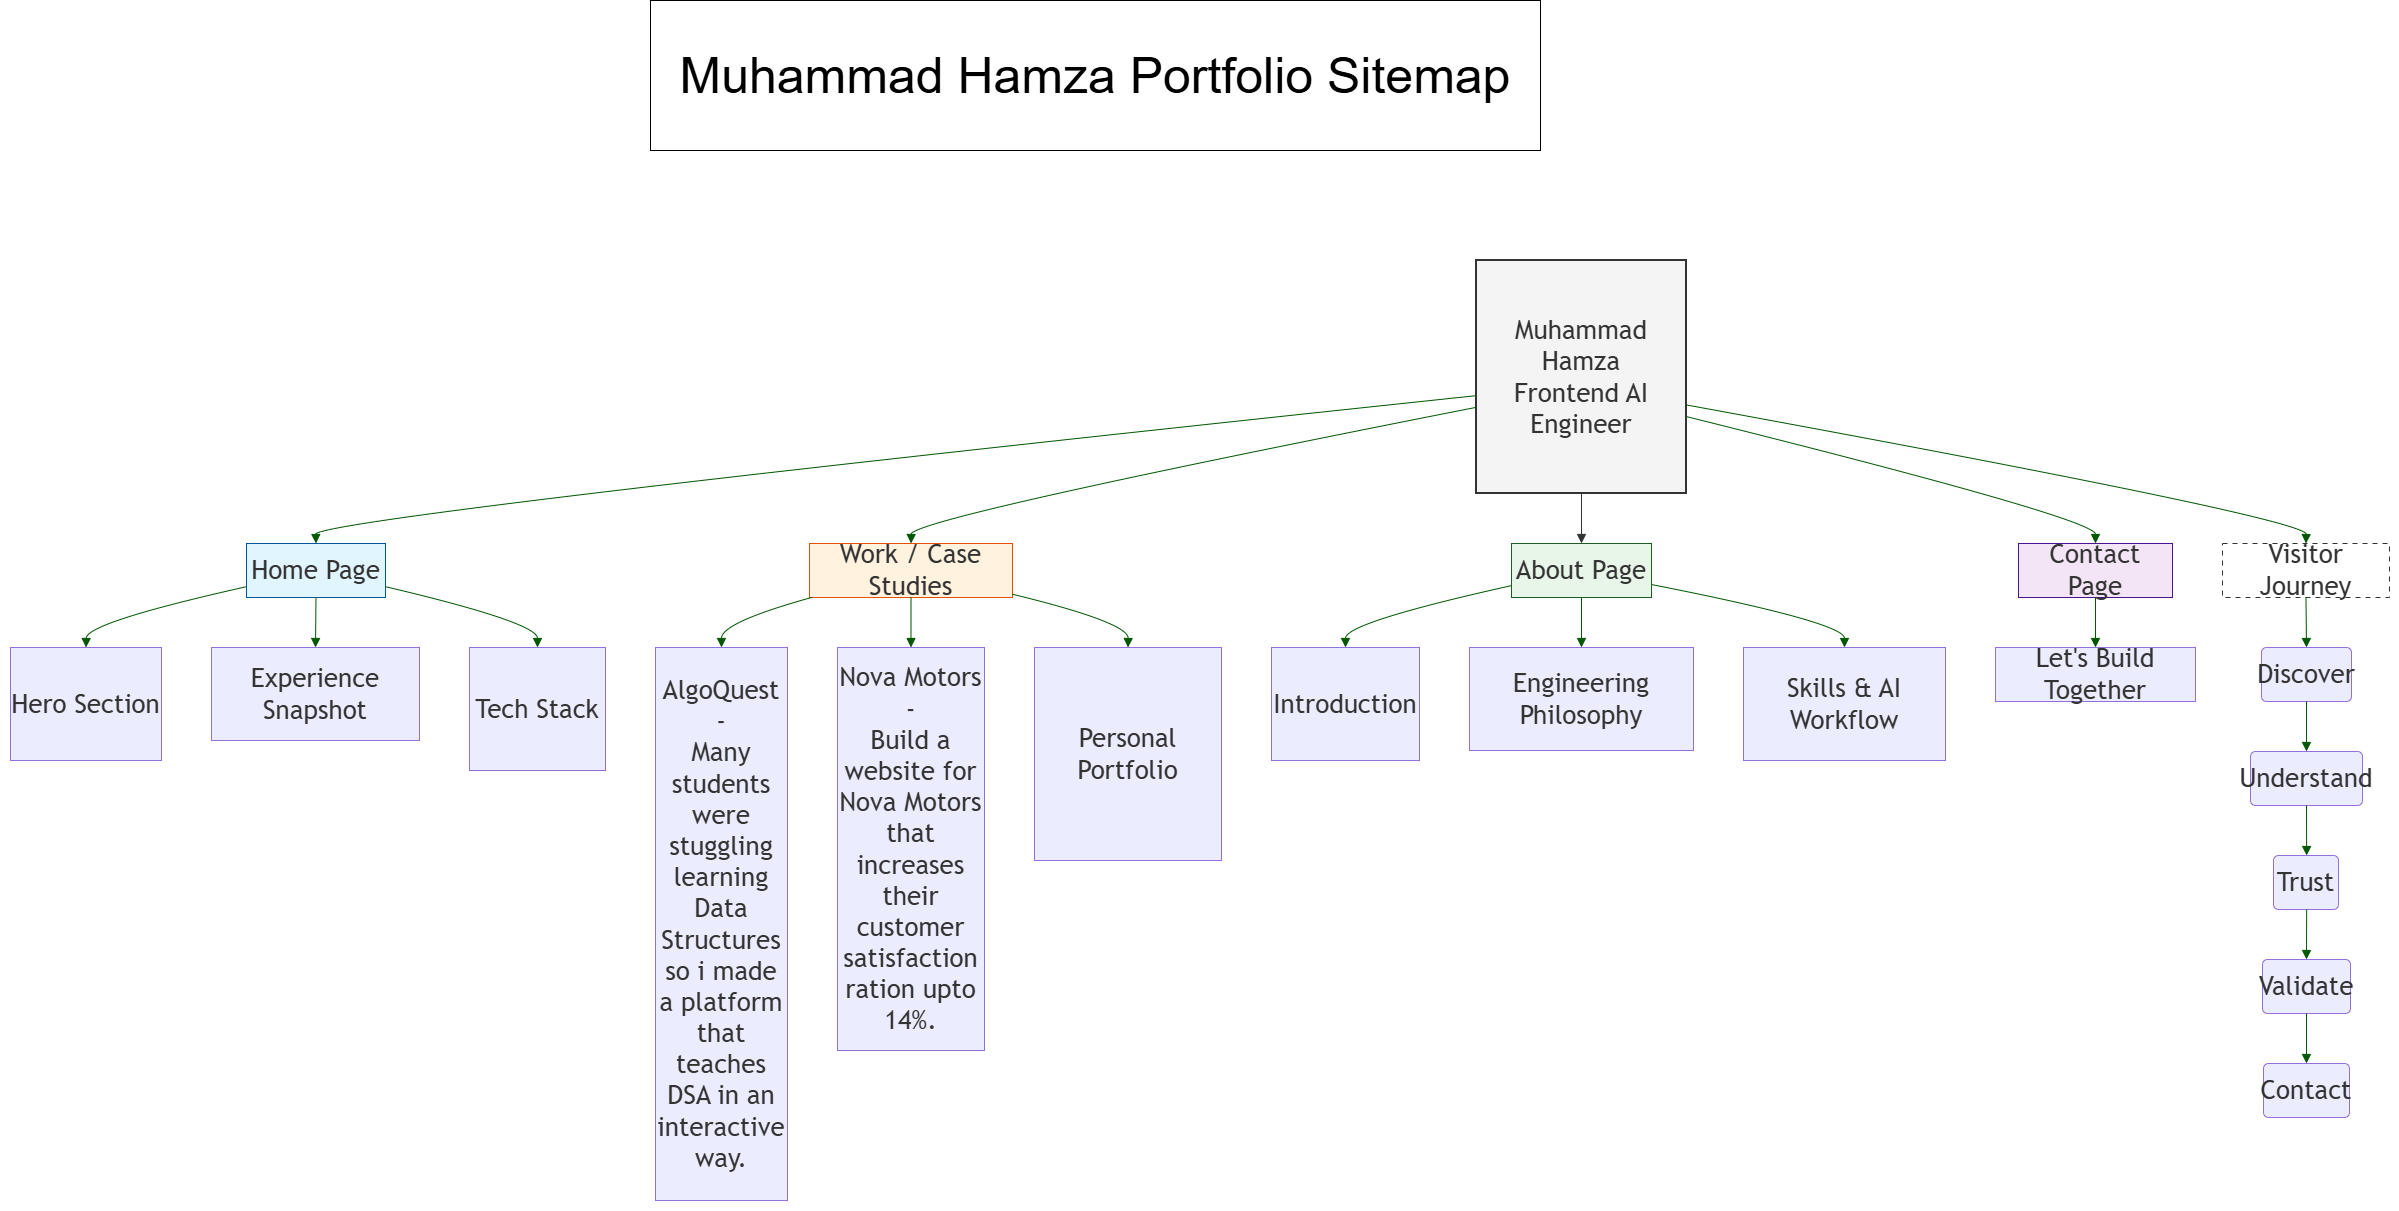 Muhammad Hamza Portfolio Sitemap
Muhammad
Hamza
Frontend AI
Engineer
Home Page
Work / Case
Studies
About Page
Contact
Page
Visitor
Journey
Hero Section
Experience
Snapshot
Tech Stack
AlgoQuest
-
Many
students
were
stuggling
learning
Data
Structures
so i made
a platform
that
teaches
DSA in an
interactive
way.
Nova Motors
-
Build a
website for
Nova Motors
that
increases
their
customer
satisfaction
ration upto
14%.
Personal
Portfolio
Introduction
Engineering
Philosophy
Skills & AI
Workflow
Let's Build
Together
Discover
Understand
Trust
Validate
Contact